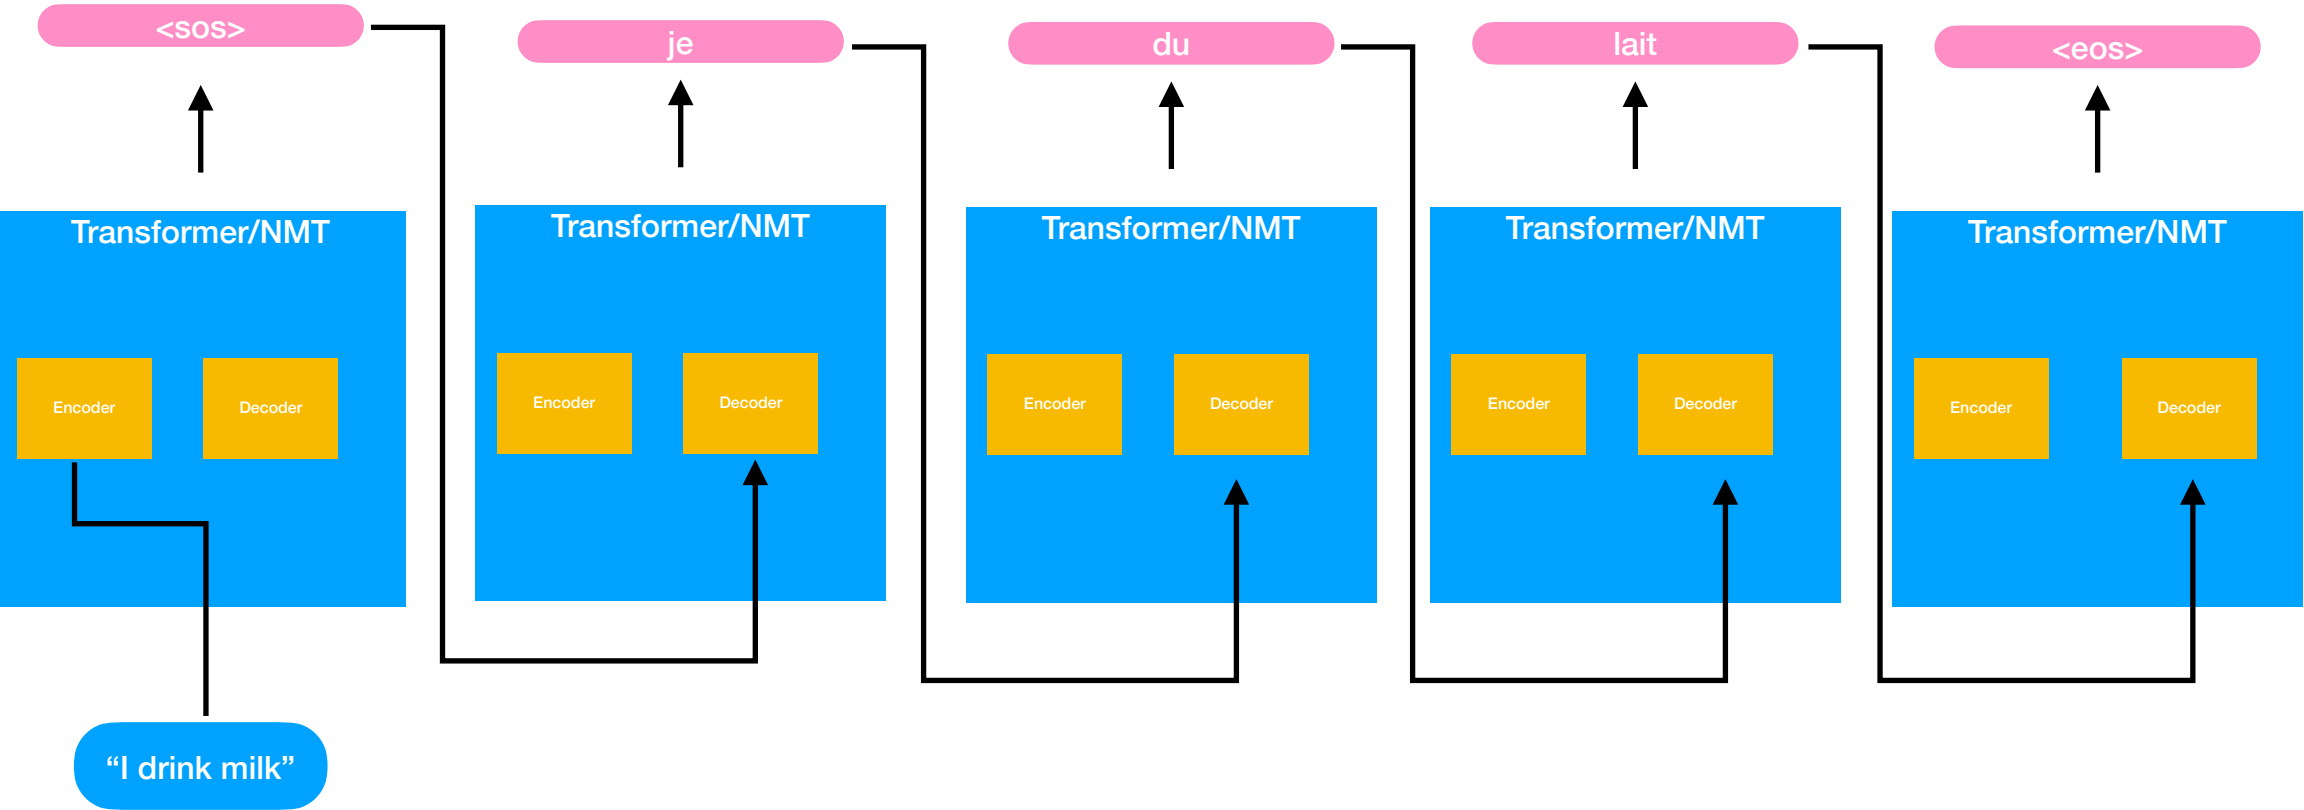 <sos>
je
du
lait
<eos>
Transformer/NMT
Transformer/NMT
Transformer/NMT
Transformer/NMT
Transformer/NMT
Encoder
Decoder
Encoder
Decoder
Encoder
Decoder
Encoder
Decoder
Encoder
Decoder
“I drink milk”